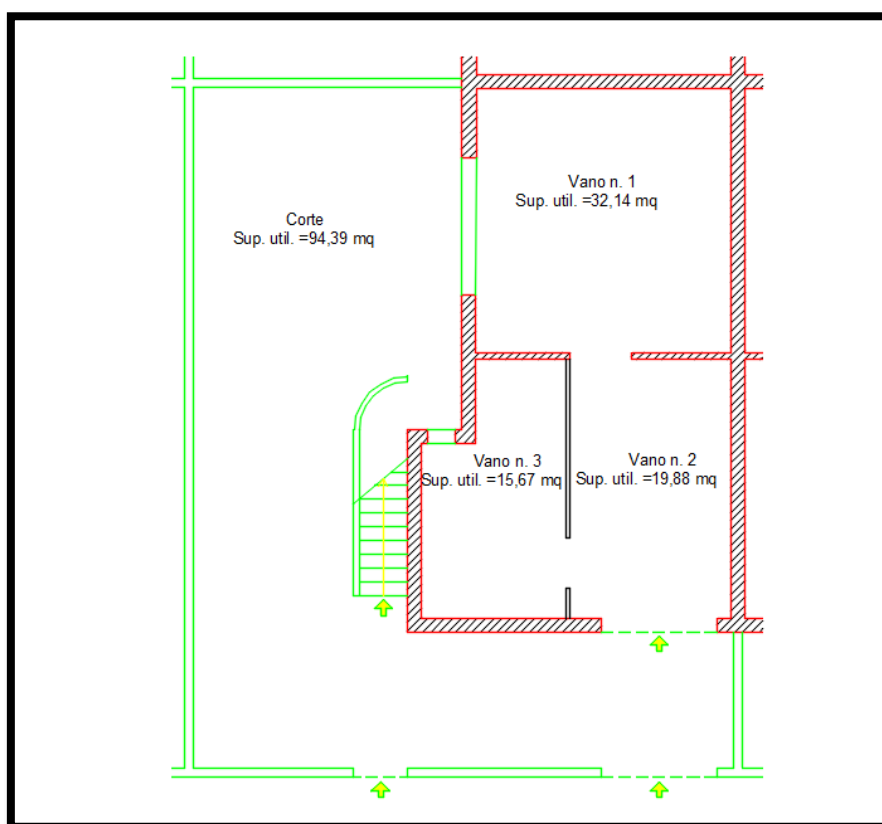 Vano n. 1
Sup. util. =32,14 mq
Corte
Sup. util. =94,39 mq
Vano n. 3
Sup. util. =15,67 mq
Vano n. 2
Sup. util. =19,88 mq